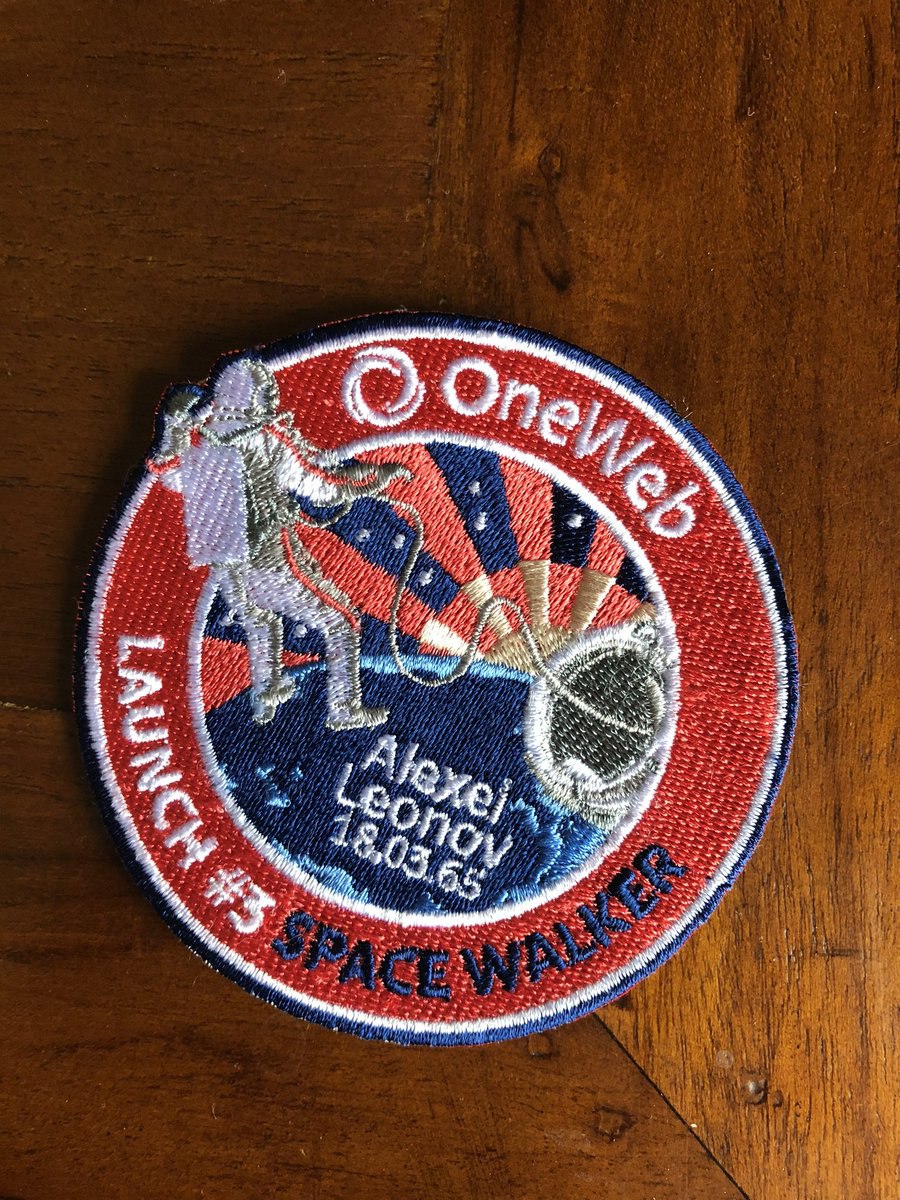 OneWeb
Alexei
Leonov
18.03.65
LAUNCH #3 SPACE WALKER